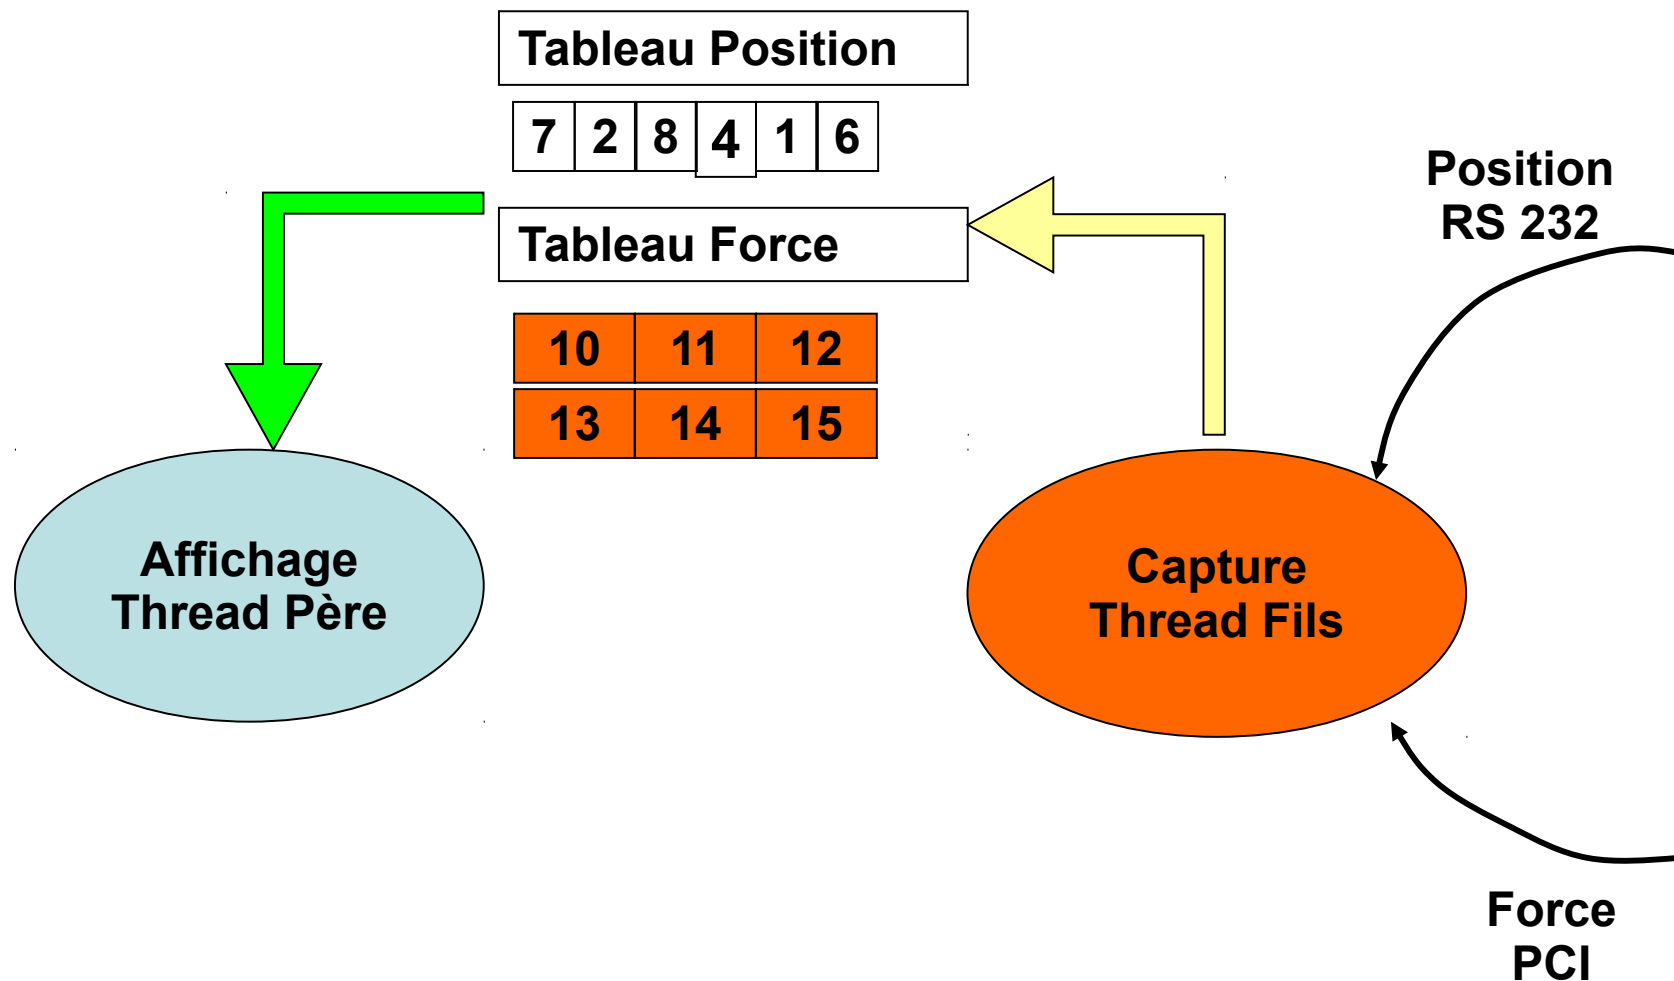 Tableau Position
7 2 8 4 1 6
Position
RS 232
Tableau Force
10 11 12
13 14 15
Affichage
Thread Père
Capture
Thread Fils
Force
PCI